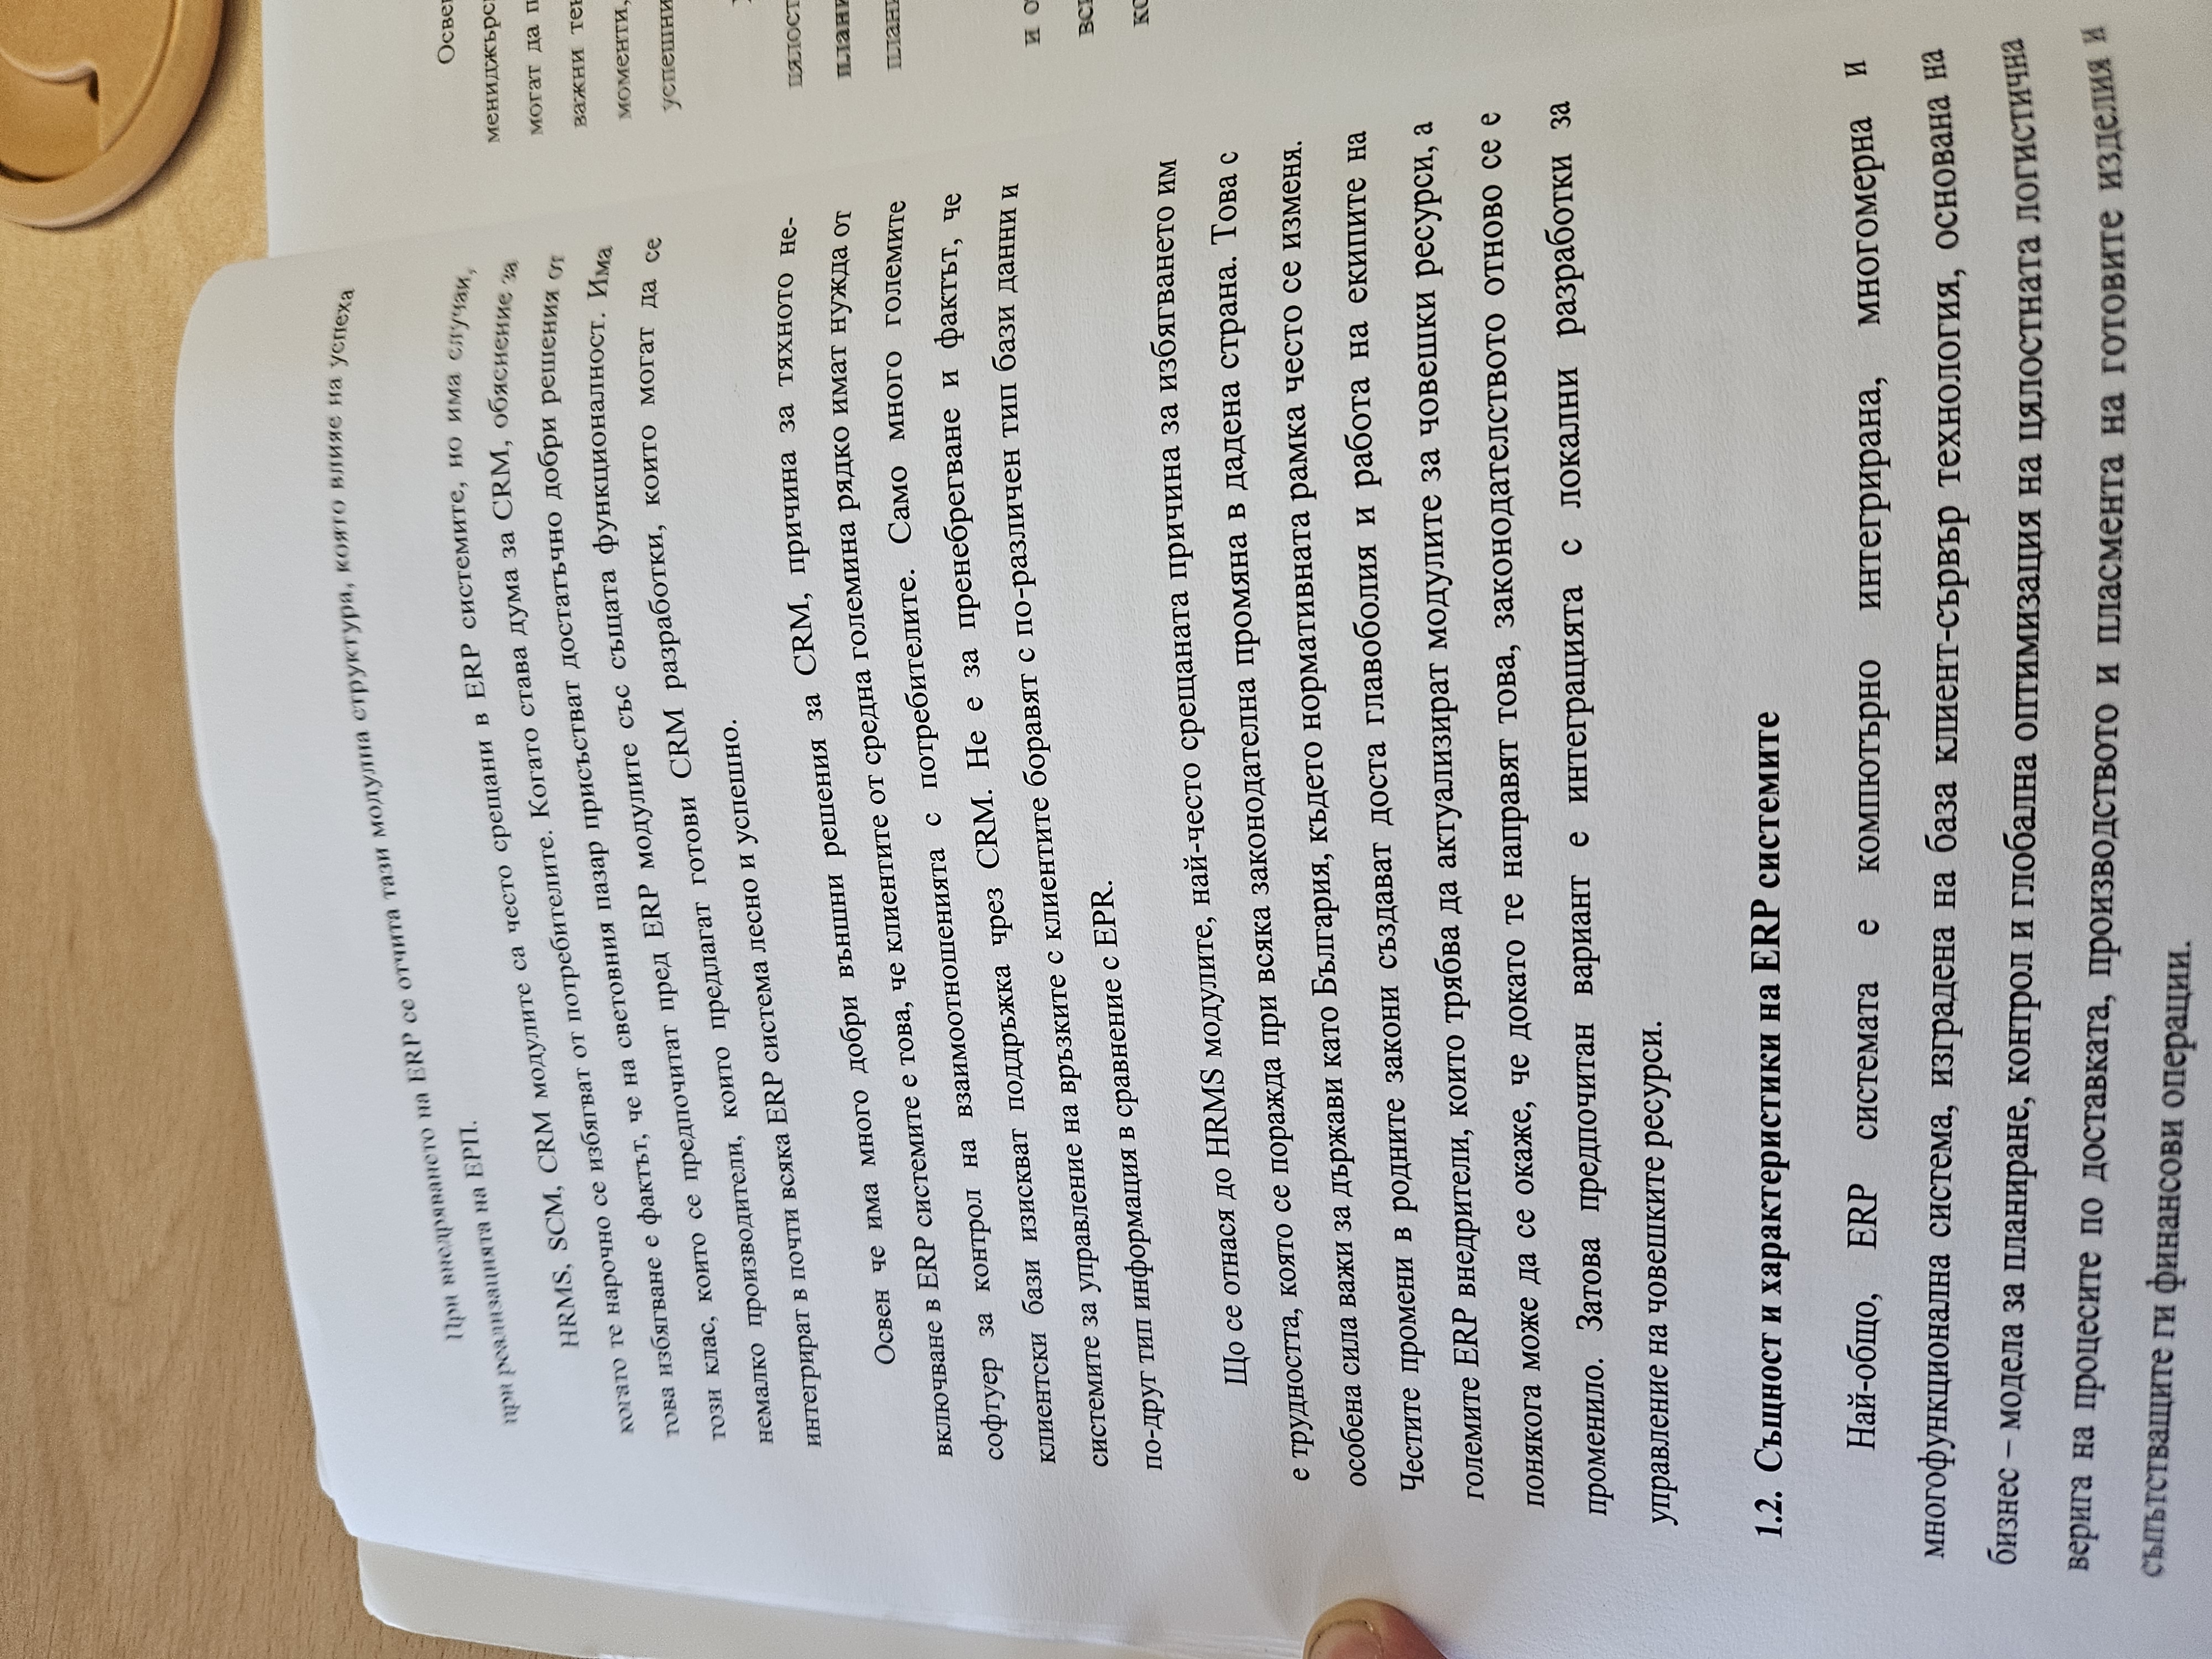 При внедряването на ERP се отчита тази модулна структура, която влияе на успеха
при реализацията на ЕРП.
HRMS, SCM, CRM модулите са често срещани в ERP системите, но има случаи,
когато те нарочно се избягват от потребителите. Когато става дума за CRM, обяснение за
това избягване е фактът, че на световния пазар присъстват достатъчно добри решения от
този клас, които се предпочитат пред ERP модулите със същата функционалност. Има
немалко производители, които предлагат готови CRM разработки, които могат да се
интегрират в почти всяка ERP система лесно и успешно.
Освен че има много добри външни решения за CRM, причина за тяхното не-
включване в ERP системите е това, че клиентите от средна големина рядко имат нужда от
софтуер за контрол на взаимоотношенията с потребителите. Само много големите
клиентски бази изискват поддръжка чрез CRM. Не е за пренебрегване и фактът, че
системите за управление на връзките с клиентите боравят с по-различен тип бази данни и
по-друг тип информация в сравнение с EPR.
Що се отнася до HRMS модулите, най-често срещаната причина за избягването им
е трудността, която се поражда при всяка законодателна промяна в дадена страна. Това с
особена сила важи за държави като България, където нормативната рамка често се изменя.
Честите промени в родните закони създават доста главоболия и работа на екипите на
големите ERP внедрители, които трябва да актуализират модулите за човешки ресурси, а
понякога може да се окаже, че докато те направят това, законодателството отново се е
променило. Затова предпочитан вариант е интеграцията с локални разработки за
управление на човешките ресурси.
1.2. Същност и характеристики на ERP системите
Най-общо, ERP системата е компютърно интегрирана, многомерна и
многофункционална система, изградена на база клиент-сървър технология, основана на
бизнес – модела за планиране, контрол и глобална оптимизация на цялостната логистична
верига на процесите по доставката, производството и пласмента на готовите изделия и
съпътстващите ги финансови операции.
мениджърс
могат да п
важни
моменти,
успешни
цялост
плани
плани
и